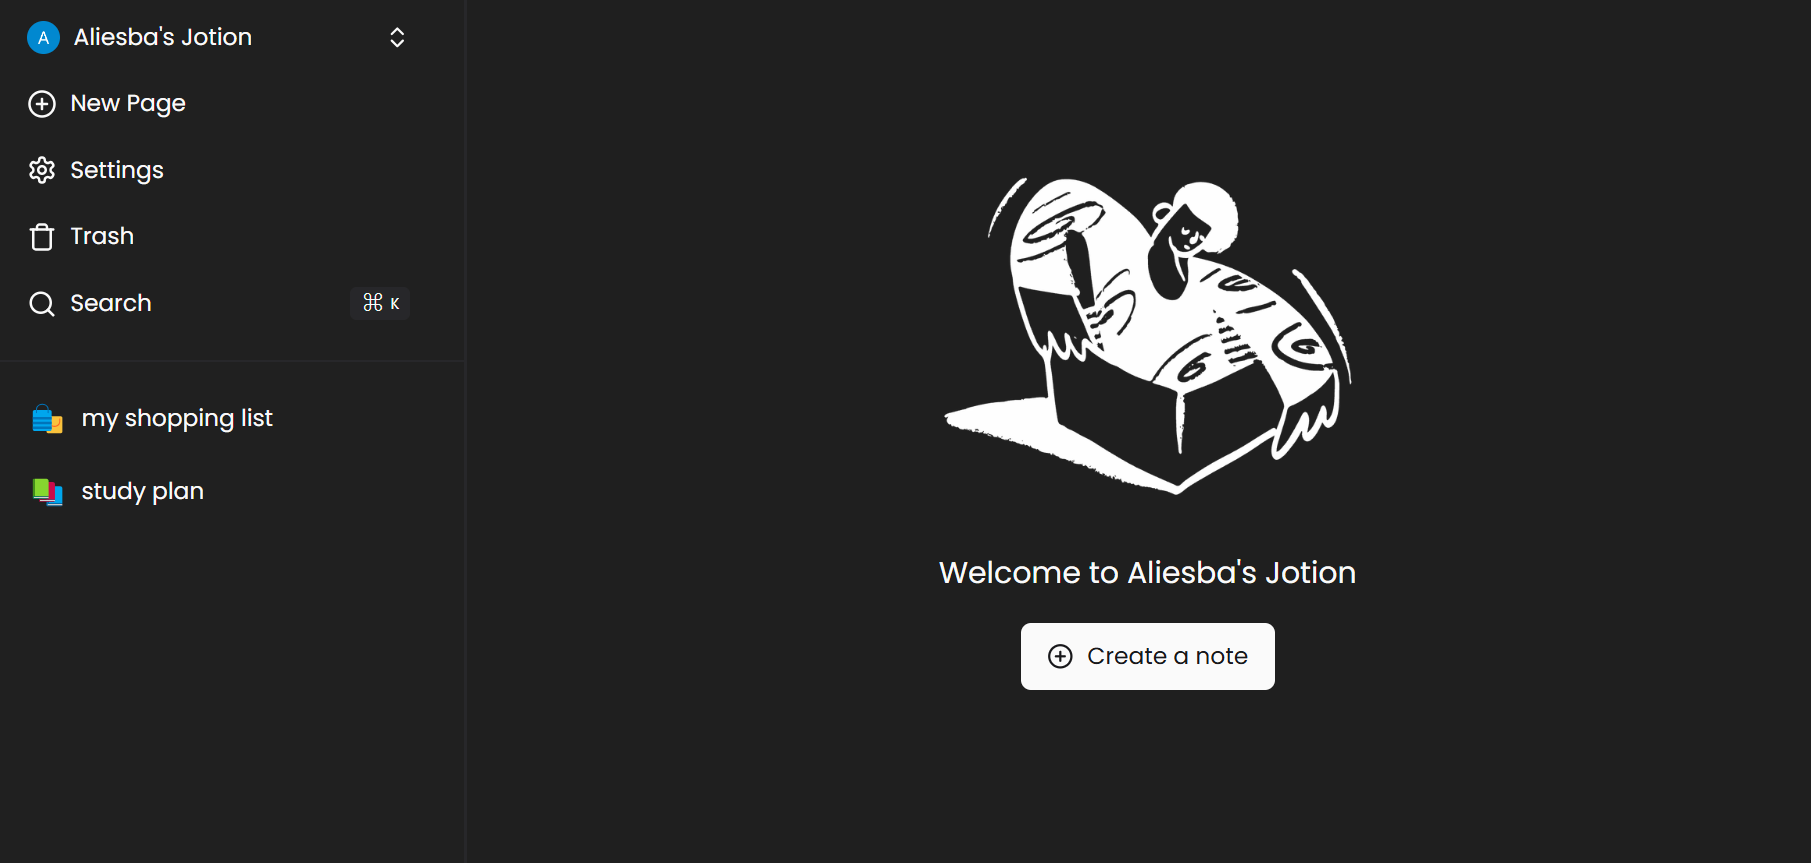 A Aliesba's Jotion
New Page
Settings
Trash
Search ⌘ K
my shopping list
study plan
Welcome to Aliesba's Jotion
Create a note